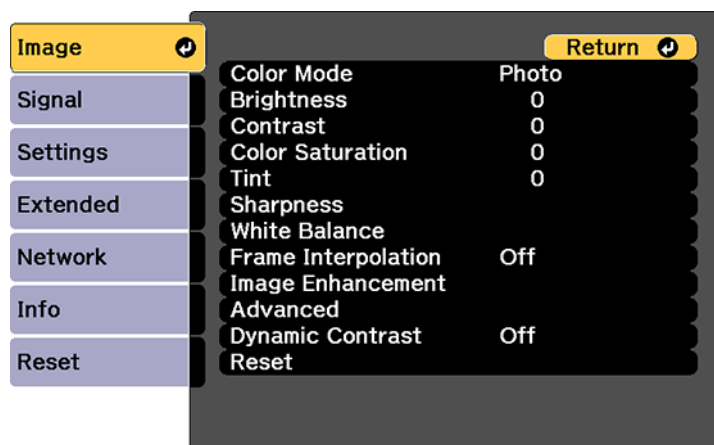 Image
Signal
Settings
Extended
Network
Info
Reset
Return
Color Mode Photo
Brightness 0
Contrast 0
Color Saturation 0
Tint 0
Sharpness
White Balance
Frame Interpolation Off
Image Enhancement
Advanced
Dynamic Contrast Off
Reset